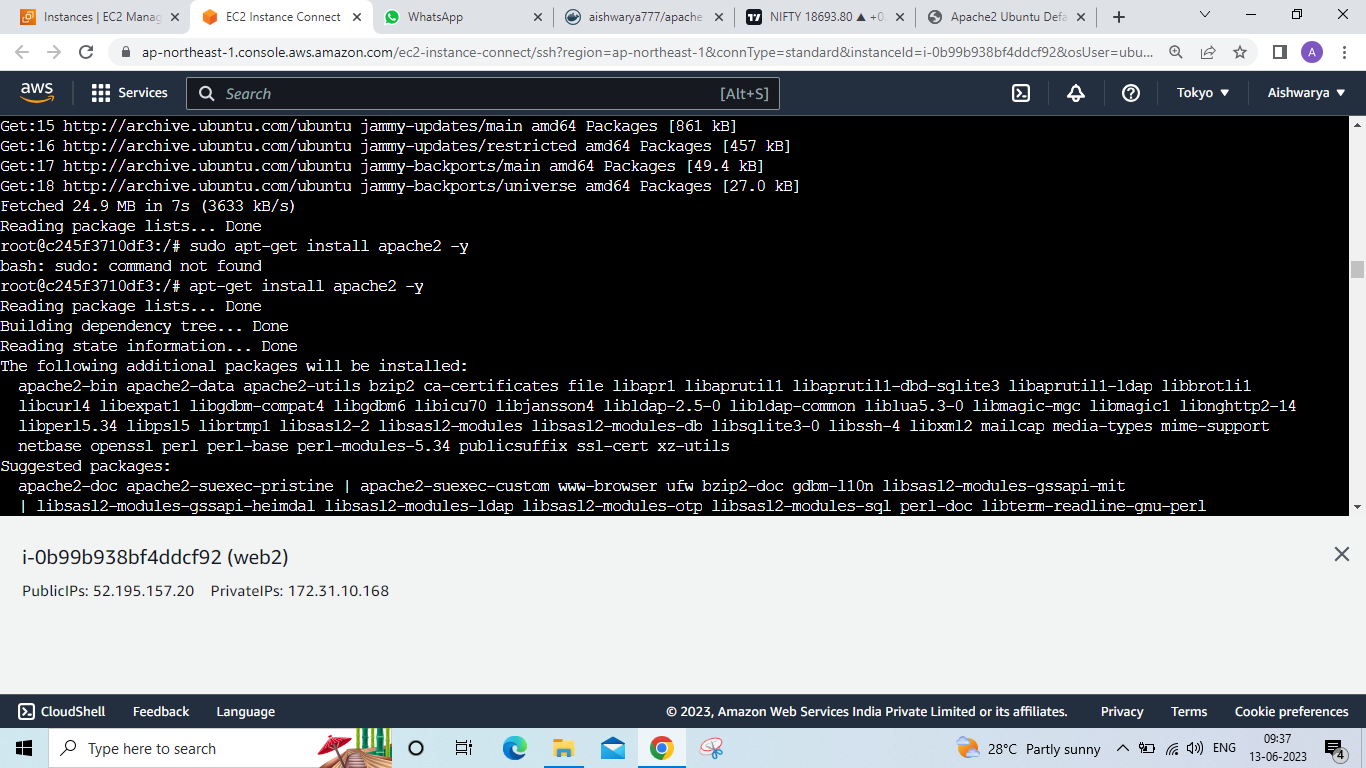 Instances | EC2 Manag
EC2 Instance Connect
WhatsApp
aishwarya777/apache
NIFTY 18693.80 ▲ +0.
Apache2 Ubuntu Defa
ap-northeast-1.console.aws.amazon.com/ec2-instance-connect/ssh?region=ap-northeast-1&connType=standard&instanceId=i-0b99b938bf4ddcf92&osUser=ubu...
A
aws
Services
Search
[Alt+S]
Tokyo ▼
Aishwarya ▼
Get:15 http://archive.ubuntu.com/ubuntu jammy-updates/main amd64 Packages [861 kB]
Get:16 http://archive.ubuntu.com/ubuntu jammy-updates/restricted amd64 Packages [457 kB]
Get:17 http://archive.ubuntu.com/ubuntu jammy-backports/main amd64 Packages [49.4 kB]
Get:18 http://archive.ubuntu.com/ubuntu jammy-backports/universe amd64 Packages [27.0 kB]
Fetched 24.9 MB in 7s (3633 kB/s)
Reading package lists... Done
root@c245f3710df3:/# sudo apt-get install apache2 -y
bash: sudo: command not found
root@c245f3710df3:/# apt-get install apache2 -y
Reading package lists... Done
Building dependency tree... Done
Reading state information... Done
The following additional packages will be installed:
apache2-bin apache2-data apache2-utils bzip2 ca-certificates file libapr1 libaprutil1 libaprutil1-dbd-sqlite3 libaprutil1-ldap libbrotli1
libcurl4 libexpat1 libgdbm-compat4 libgdbm6 libicu70 libjansson4 libldap-2.5-0 libldap-common liblua5.3-0 libmagic-mgc libmagic1 libnghttp2-14
libperl5.34 libpsl5 librtmp1 libsasl2-2 libsasl2-modules libsasl2-modules-db libsqlite3-0 libssh-4 libxml2 mailcap media-types mime-support
netbase openssl perl perl-base perl-modules-5.34 publicsuffix ssl-cert xz-utils
Suggested packages:
apache2-doc apache2-suexec-pristine | apache2-suexec-custom www-browser ufw bzip2-doc gdbm-l10n libsasl2-modules-gssapi-mit
| libsasl2-modules-gssapi-heimdal libsasl2-modules-ldap libsasl2-modules-otp libsasl2-modules-sql perl-doc libterm-readline-gnu-perl
i-0b99b938bf4ddcf92 (web2)
PublicIPs: 52.195.157.20 PrivateIPs: 172.31.10.168
CloudShell
Feedback
Language
© 2023, Amazon Web Services India Private Limited or its affiliates.
Privacy
Terms
Cookie preferences
Type here to search
28°C Partly sunny
ENG
09:37
13-06-2023
4